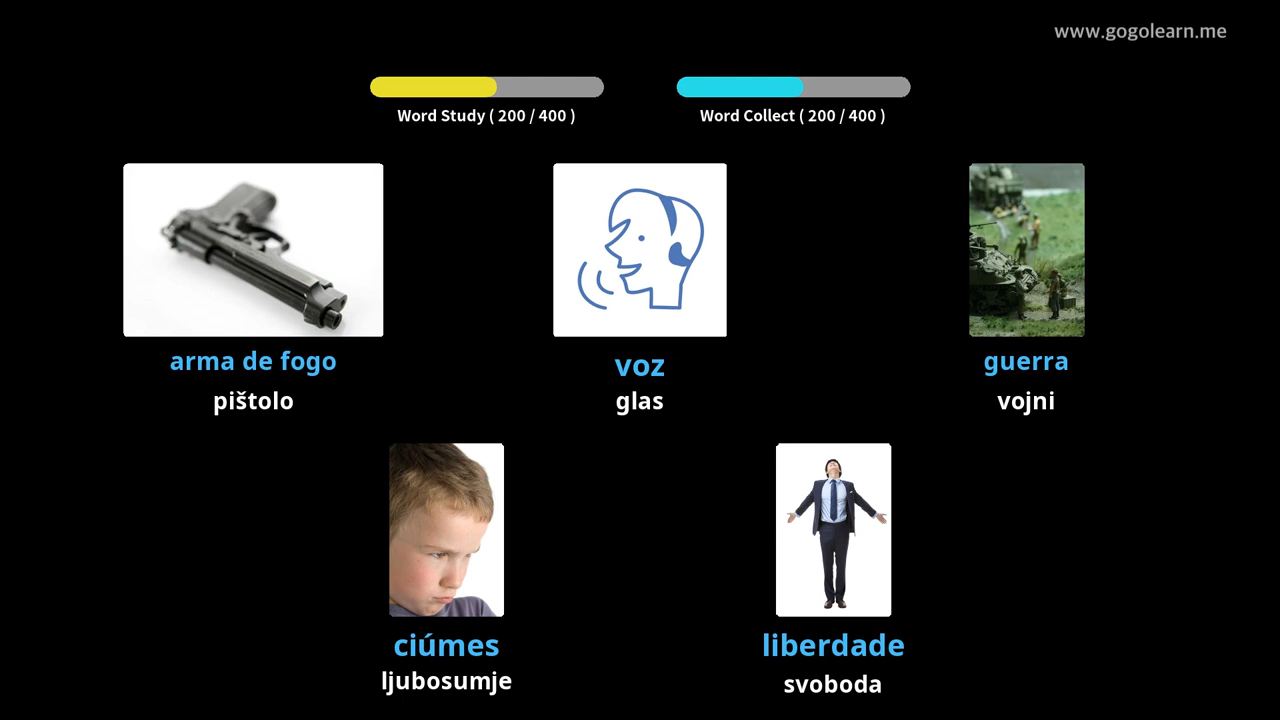 www.gogolearn.me
Word Study ( 200 / 400 )
Word Collect ( 200 / 400 )
arma de fogo
pištolo
voz
glas
guerra
vojni
ciúmes
ljubosumje
liberdade
svoboda